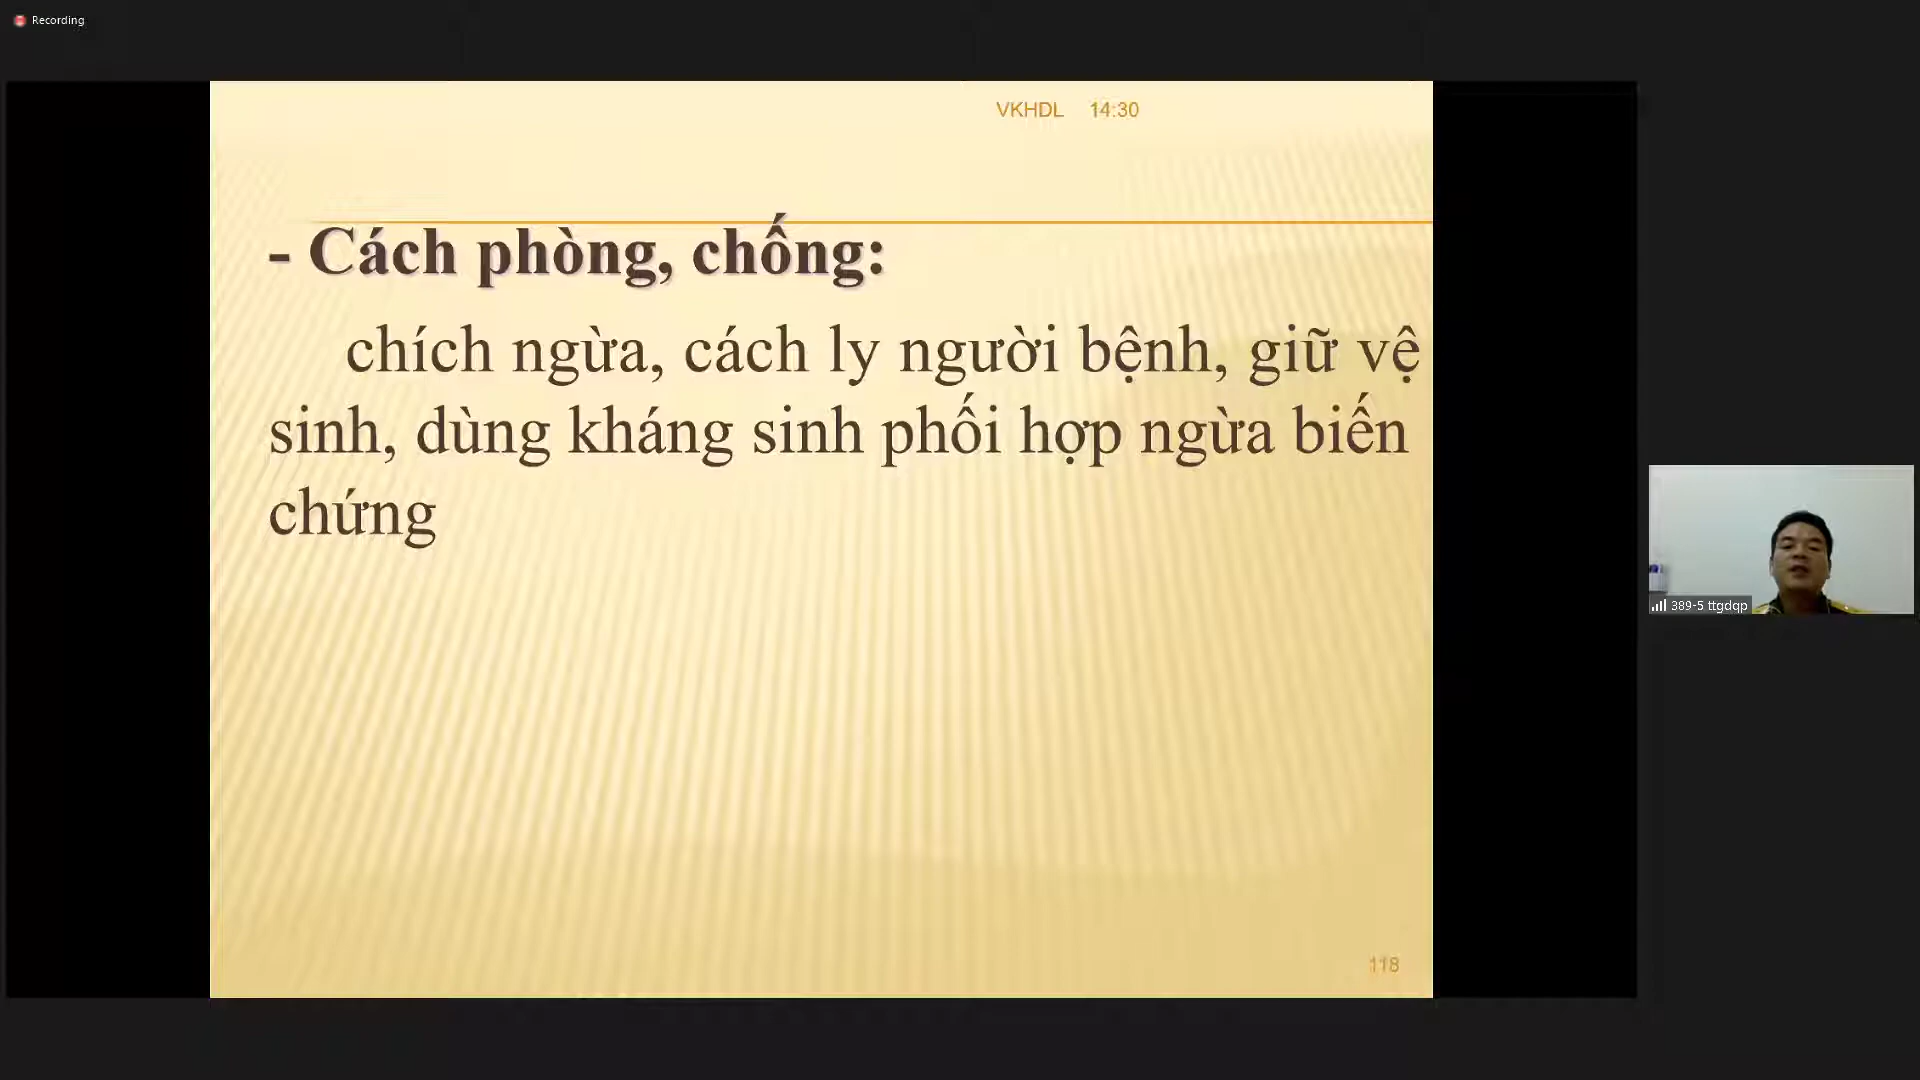 Recording
VKHDL 14:30
- Cách phòng, chống:
chích ngừa, cách ly người bệnh, giữ vệ
sinh, dùng kháng sinh phối hợp ngừa biến
chứng
389-5 ttgdqp
118